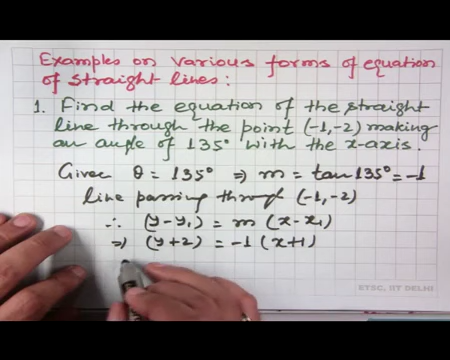 Examples on various forms of equation
of straight lines:
1. Find the equation of the straight
line through the point (-1,-2) making
an angle of 135° with the x-axis.
Given θ = 135° ⇒ m = tan 135° = -1
line passing through (-1,-2)
∴ (y-y₁) = m (x-x₁)
⇒ (y+2) = -1 (x+1)
ETSC, IIT DELHI